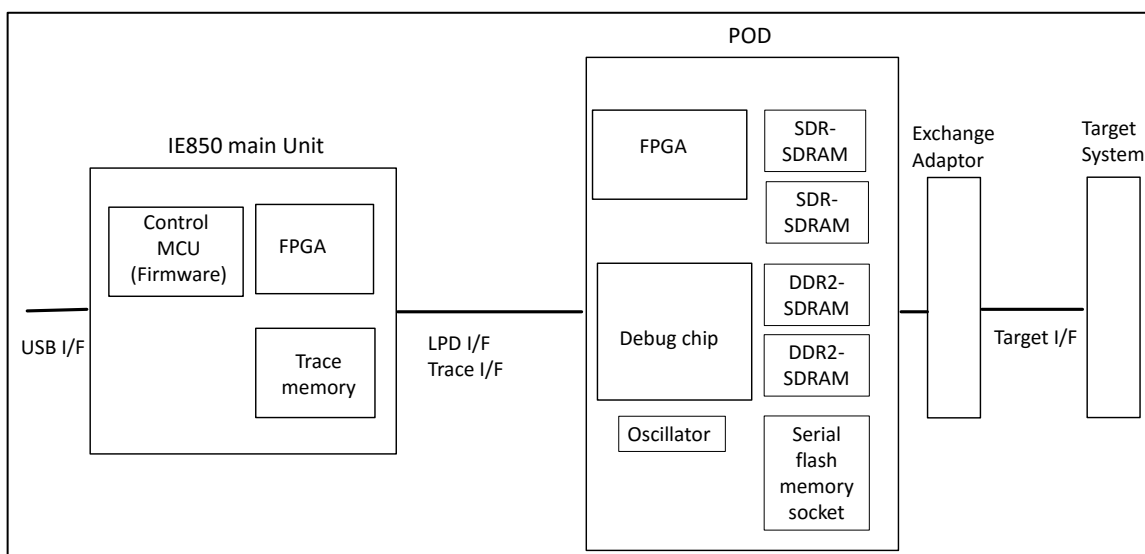 POD
IE850 main Unit
Control
MCU
(Firmware)
FPGA
Trace
memory
USB I/F
LPD I/F
Trace I/F
FPGA
SDR-
SDRAM
SDR-
SDRAM
Debug chip
DDR2-
SDRAM
DDR2-
SDRAM
Oscillator
Serial
flash
memory
socket
Exchange
Adaptor
Target I/F
Target
System